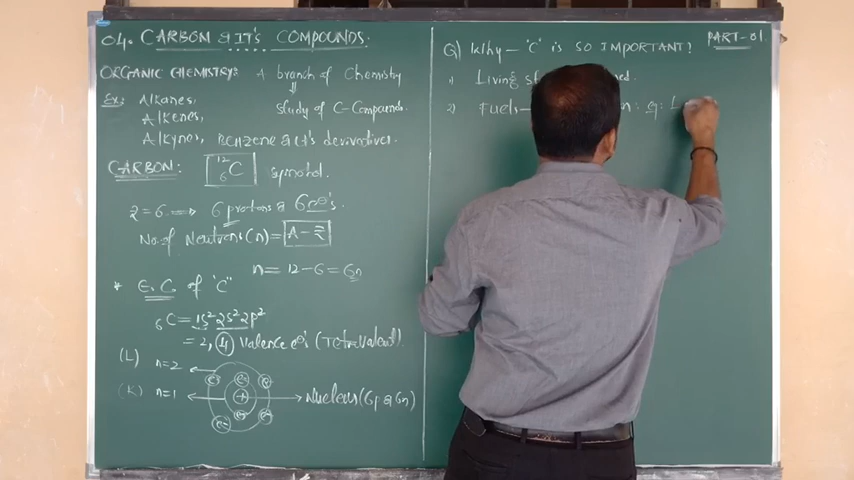 04. CARBON & IT'S COMPOUNDS.
ORGANIC CHEMISTRY: A branch of Chemistry
⇓
study of C-Compounds.
Ex: Alkanes,
Alkenes,
Alkynes, Benzene & it's derivatives.
CARBON: ¹²₆C symbol.
Z=6 ⟹ 6 protons & 6e⊖'s.
No. of Neutrons (n) = A-Z
n = 12-6 = 6n
* E.C. of "C"
₆C = 1s² 2s² 2p²
= 2, 4 Valence e⊖'s (Tetravalent).
(L) n=2
(K) n=1
Nucleus (6p & 6n)
PART-01
Q) Why - "C" is SO IMPORTANT?
1) Living
2) Fuels - eg: L